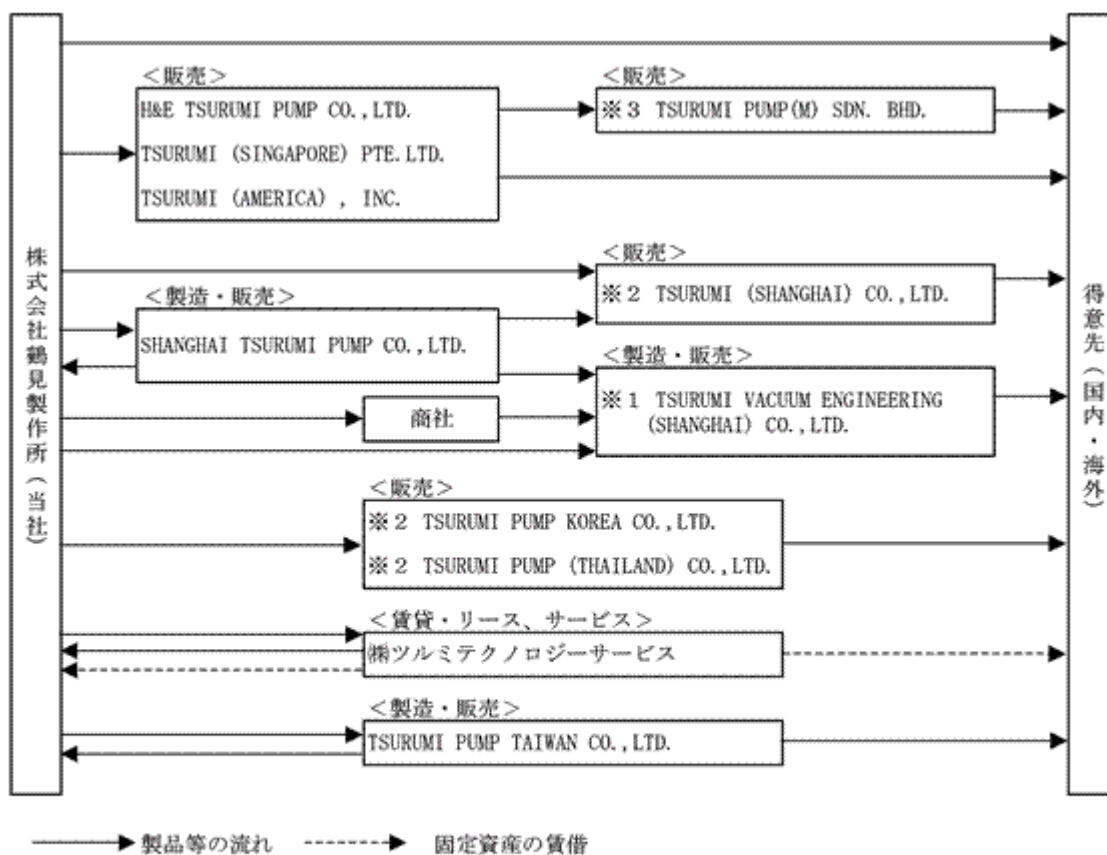 株式会社鶴見製作所(当社)
<販売>
H&E TSURUMI PUMP CO.,LTD.
TSURUMI (SINGAPORE) PTE.LTD.
TSURUMI (AMERICA) , INC.
<販売>
※3 TSURUMI PUMP(M) SDN. BHD.
<販売>
※2 TSURUMI (SHANGHAI) CO.,LTD.
<製造・販売>
SHANGHAI TSURUMI PUMP CO.,LTD.
<製造・販売>
※1 TSURUMI VACUUM ENGINEERING
(SHANGHAI) CO.,LTD.
商社
<販売>
※2 TSURUMI PUMP KOREA CO.,LTD.
※2 TSURUMI PUMP (THAILAND) CO.,LTD.
<賃貸・リース、サービス>
㈱ツルミテクノロジーサービス
<製造・販売>
TSURUMI PUMP TAIWAN CO.,LTD.
得意先(国内・海外)
製品等の流れ
固定資産の賃借